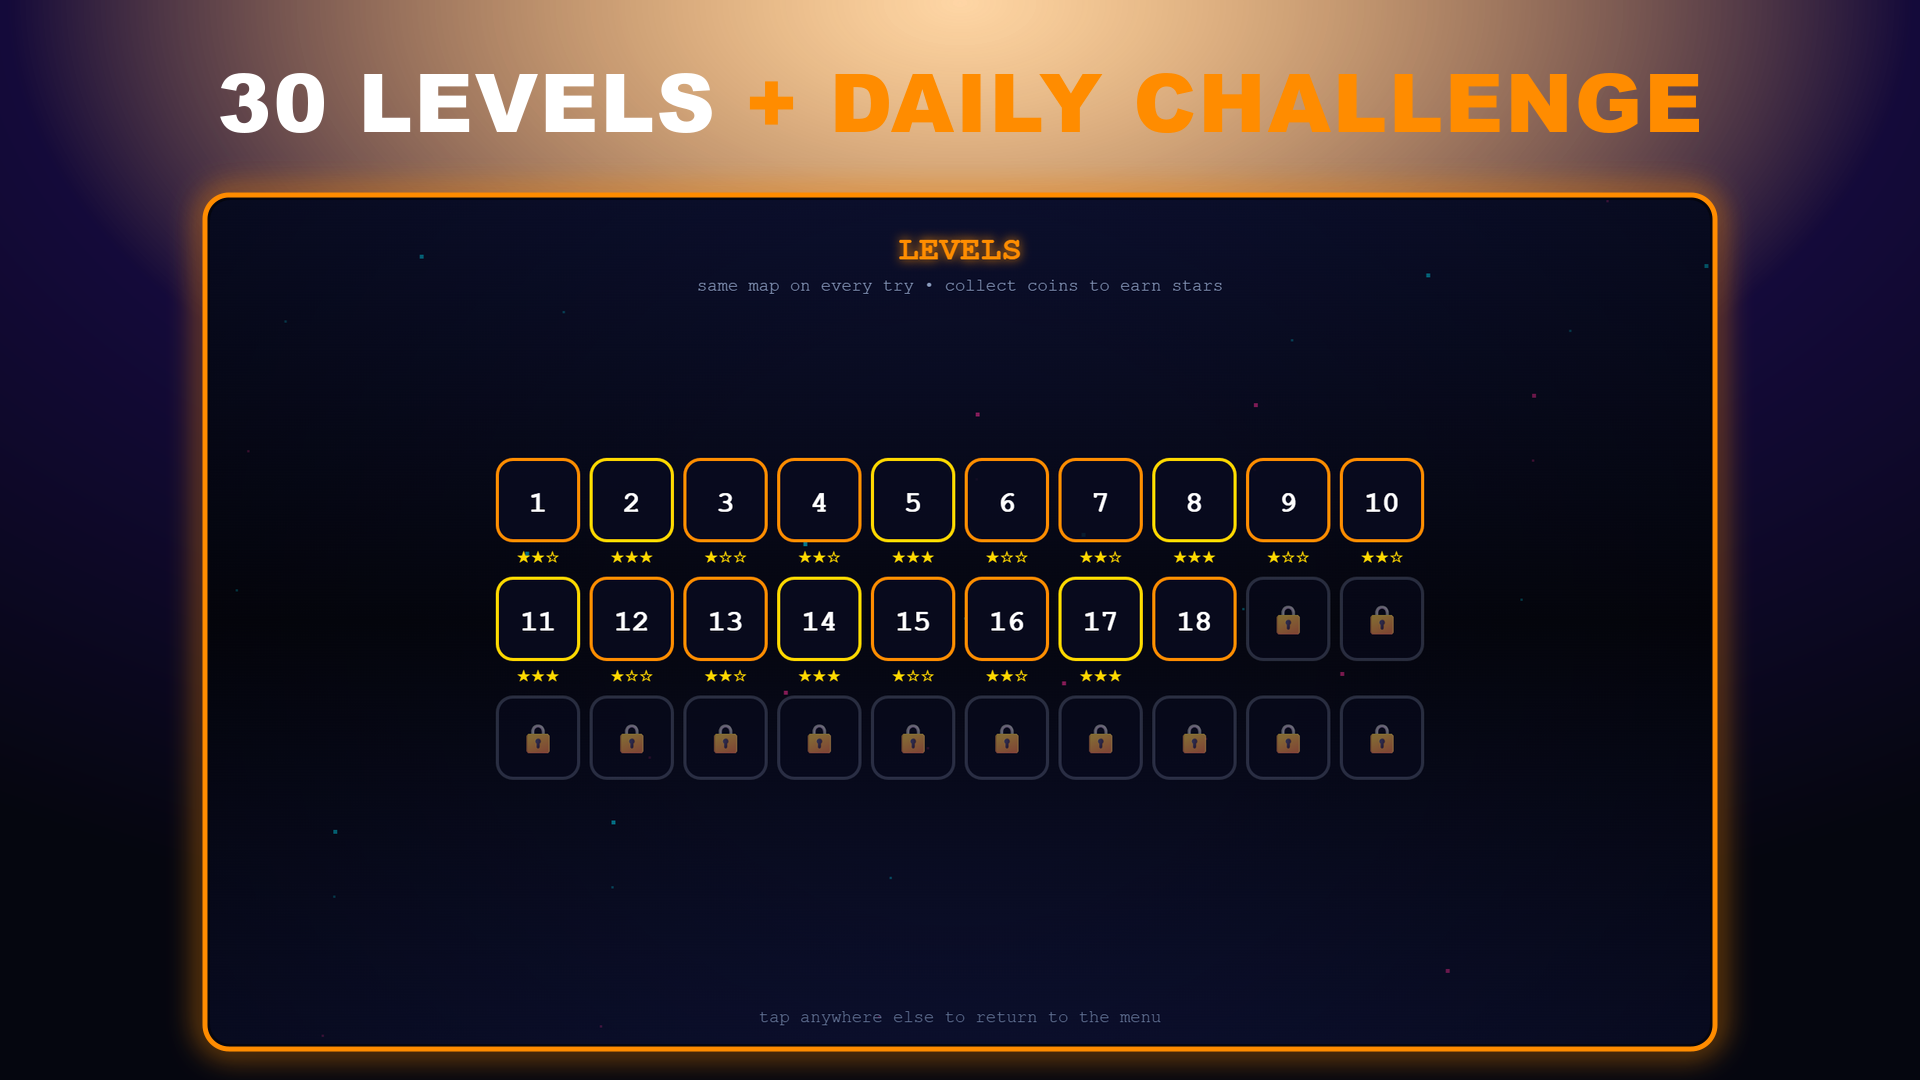 30 LEVELS + DAILY CHALLENGE
LEVELS
same map on every try • collect coins to earn stars
1 2 3 4 5 6 7 8 9 10
★★☆ ★★★ ★☆☆ ★★☆ ★★★ ★☆☆ ★★☆ ★★★ ★☆☆ ★★☆
11 12 13 14 15 16 17 18
★★★ ★☆☆ ★★☆ ★★★ ★☆☆ ★★☆ ★★★
tap anywhere else to return to the menu